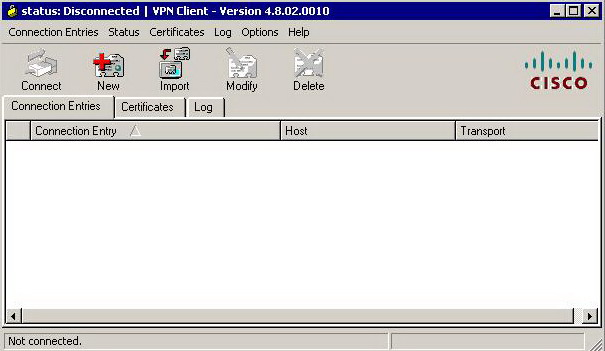 status: Disconnected | VPN Client - Version 4.8.02.0010
Connection Entries Status Certificates Log Options Help
Connect New Import Modify Delete
CISCO
Connection Entries Certificates Log
Connection Entry Host Transport
Not connected.